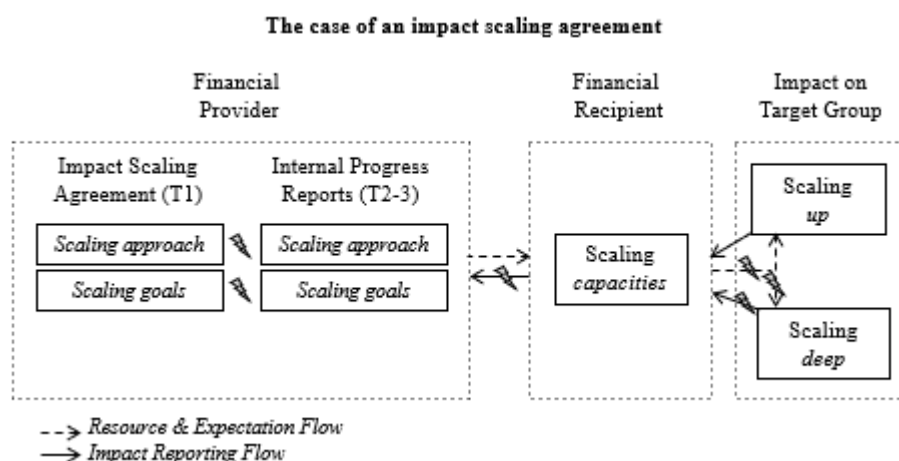 The case of an impact scaling agreement
Financial
Provider
Financial
Recipient
Impact on
Target Group
Impact Scaling
Agreement (T1)
Internal Progress
Reports (T2-3)
Scaling approach
Scaling approach
Scaling goals
Scaling goals
Scaling
capacities
Scaling
up
Scaling
deep
Resource & Expectation Flow
Impact Reporting Flow